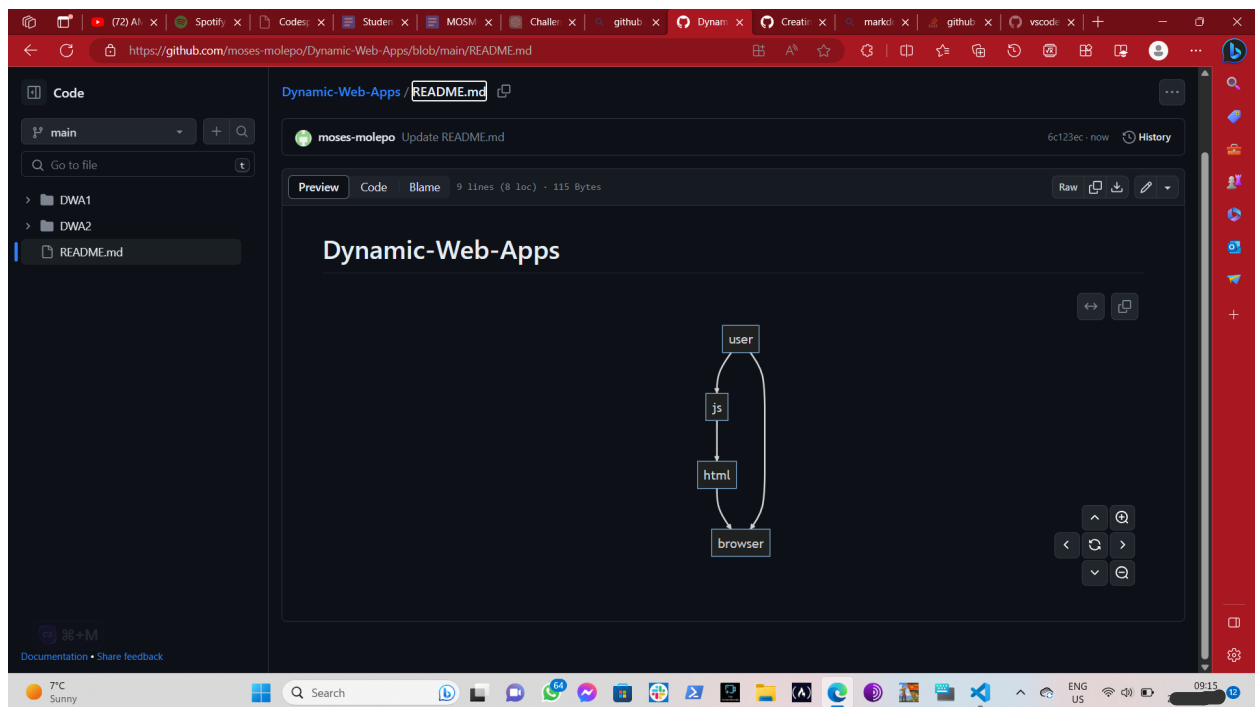 (72) Al
Spotify
Codesp
Studen
MOSM
Challen
github
Dynam
Creatin
markdo
github
vscode
https://github.com/moses-molepo/Dynamic-Web-Apps/blob/main/README.md
Code
Dynamic-Web-Apps / README.md
main
moses-molepo Update README.md
6c123ec · now History
Go to file t
Preview Code Blame 9 lines (8 loc) · 115 Bytes
Raw
DWA1
DWA2
README.md
Dynamic-Web-Apps
user
js
html
browser
⌘+M
Documentation • Share feedback
7°C
Sunny
Search
64
ENG
US
09:15
12